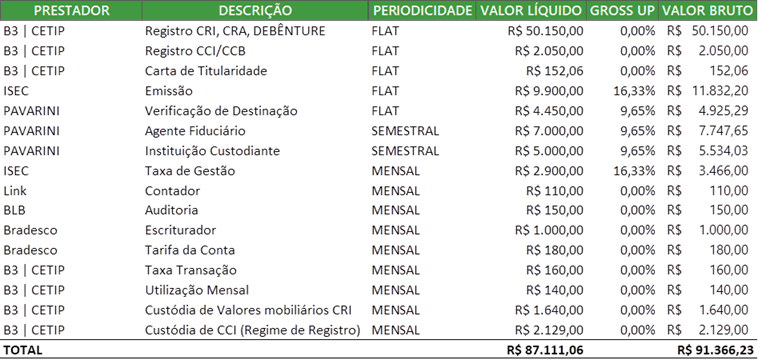 PRESTADOR DESCRIÇÃO PERIODICIDADE VALOR LÍQUIDO GROSS UP VALOR BRUTO
B3 | CETIP Registro CRI, CRA, DEBÊNTURE FLAT R$ 50.150,00 0,00% R$ 50.150,00
B3 | CETIP Registro CCI/CCB FLAT R$ 2.050,00 0,00% R$ 2.050,00
B3 | CETIP Carta de Titularidade FLAT R$ 152,06 0,00% R$ 152,06
ISEC Emissão FLAT R$ 9.900,00 16,33% R$ 11.832,20
PAVARINI Verificação de Destinação FLAT R$ 4.450,00 9,65% R$ 4.925,29
PAVARINI Agente Fiduciário SEMESTRAL R$ 7.000,00 9,65% R$ 7.747,65
PAVARINI Instituição Custodiante SEMESTRAL R$ 5.000,00 9,65% R$ 5.534,03
ISEC Taxa de Gestão MENSAL R$ 2.900,00 16,33% R$ 3.466,00
Link Contador MENSAL R$ 110,00 0,00% R$ 110,00
BLB Auditoria MENSAL R$ 150,00 0,00% R$ 150,00
Bradesco Escriturador MENSAL R$ 1.000,00 0,00% R$ 1.000,00
Bradesco Tarifa da Conta MENSAL R$ 180,00 0,00% R$ 180,00
B3 | CETIP Taxa Transação MENSAL R$ 160,00 0,00% R$ 160,00
B3 | CETIP Utilização Mensal MENSAL R$ 140,00 0,00% R$ 140,00
B3 | CETIP Custódia de Valores mobiliários CRI MENSAL R$ 1.640,00 0,00% R$ 1.640,00
B3 | CETIP Custódia de CCI (Regime de Registro) MENSAL R$ 2.129,00 0,00% R$ 2.129,00
TOTAL R$ 87.111,06 R$ 91.366,23